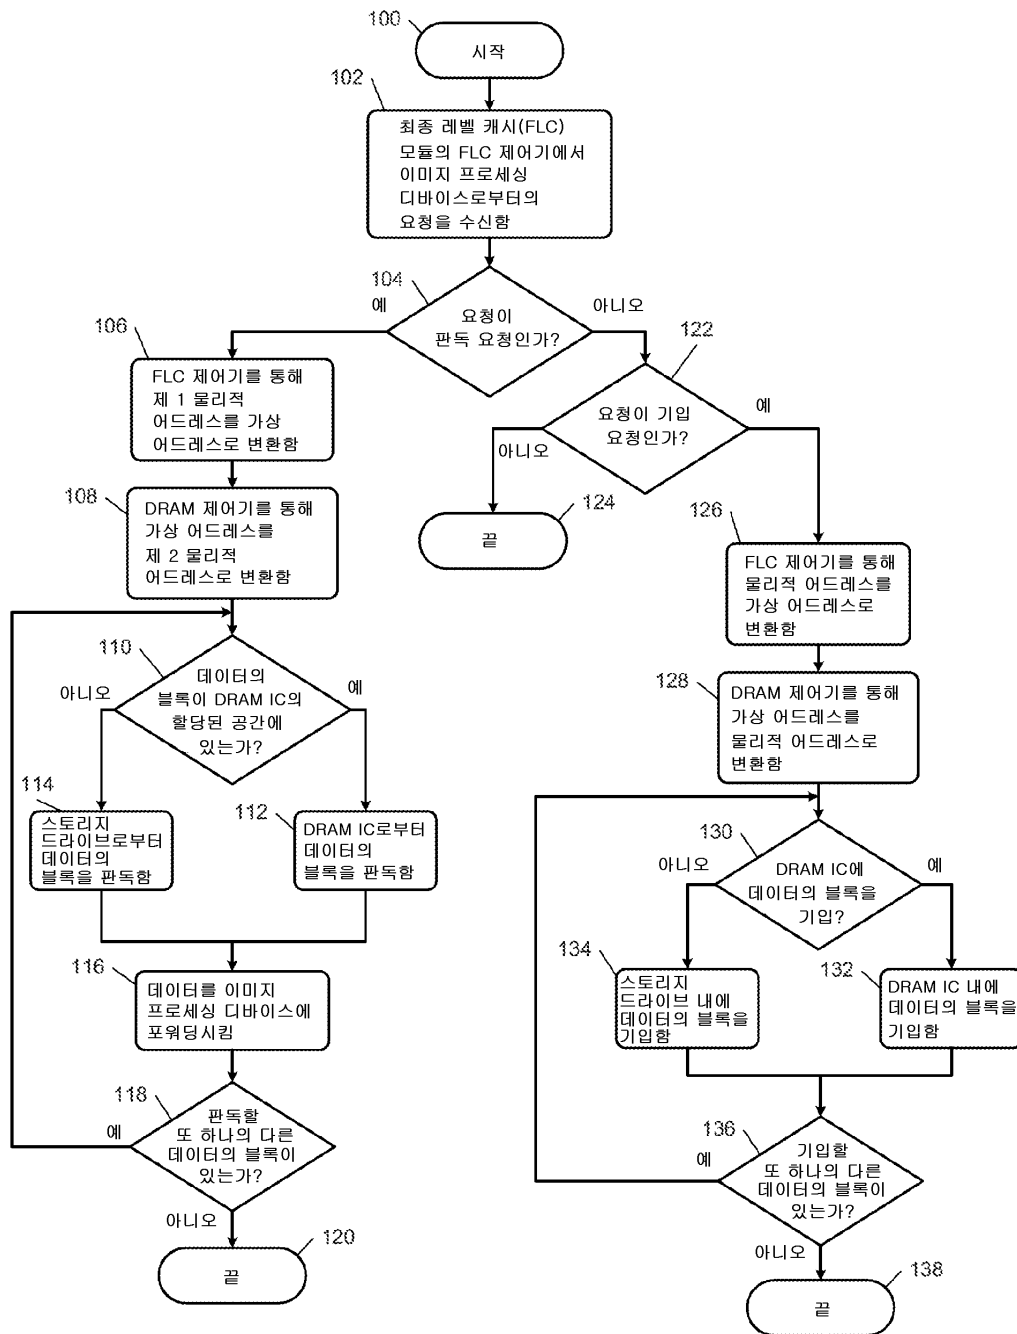 100
시작
102
최종 레벨 캐시(FLC)
모듈의 FLC 제어기에서
이미지 프로세싱
디바이스로부터의
요청을 수신함
104
예
아니오
요청이
판독 요청인가?
106
FLC 제어기를 통해
제 1 물리적
어드레스를 가상
어드레스로 변환함
108
DRAM 제어기를 통해
가상 어드레스를
제 2 물리적
어드레스로 변환함
110
아니오
예
데이터의
블록이 DRAM IC의
할당된 공간에
있는가?
114
스토리지
드라이브로부터
데이터의
블록을 판독함
112
DRAM IC로부터
데이터의
블록을 판독함
116
데이터를 이미지
프로세싱 디바이스에
포워딩시킴
118
예
판독할
또 하나의 다른
데이터의 블록이
있는가?
아니오
120
끝
122
요청이 기입
요청인가?
예
아니오
124
끝
126
FLC 제어기를 통해
물리적 어드레스를
가상 어드레스로
변환함
128
DRAM 제어기를 통해
가상 어드레스를
물리적 어드레스로
변환함
130
아니오
예
DRAM IC에
데이터의 블록을
기입?
134
스토리지
드라이브 내에
데이터의 블록을
기입함
132
DRAM IC 내에
데이터의 블록을
기입함
136
예
기입할
또 하나의 다른
데이터의 블록이
있는가?
아니오
138
끝